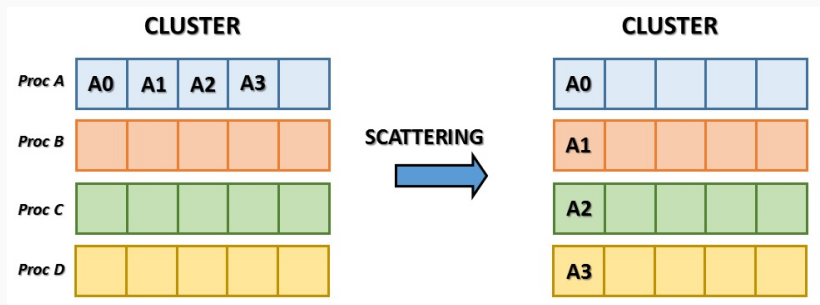 CLUSTER
CLUSTER
Proc A A0 A1 A2 A3
A0
Proc B
A1
SCATTERING
Proc C
A2
Proc D
A3